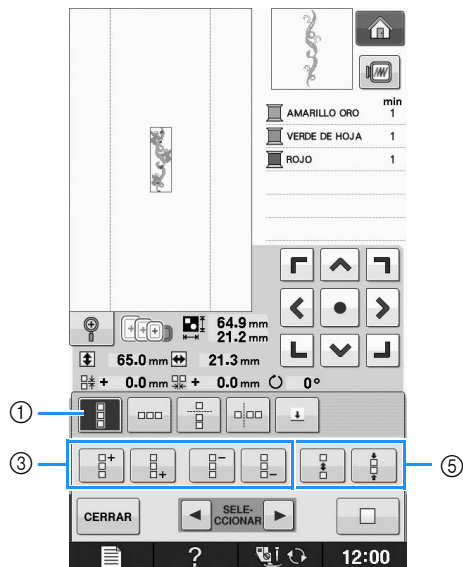 min
AMARILLO ORO 1
VERDE DE HOJA 1
ROJO 1
64.9 mm
21.2 mm
65.0 mm 21.3 mm
+ 0.0 mm + 0.0 mm 0°
①
③
⑤
CERRAR
SELE-
CCIONAR
? 12:00